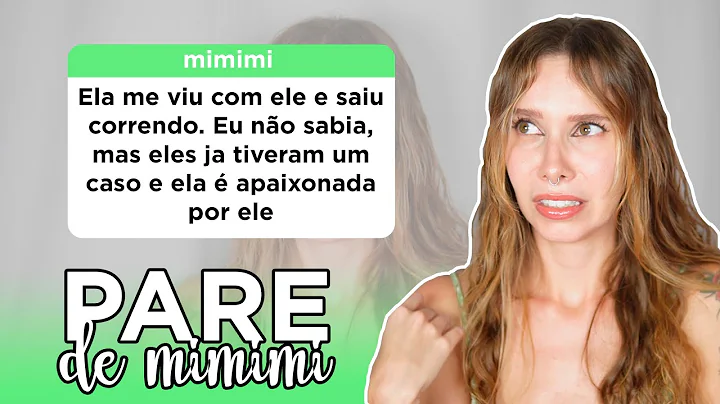 mimimi
Ela me viu com ele e saiu
correndo. Eu não sabia,
mas eles ja tiveram um
caso e ela é apaixonada
por ele
PARE
de mimimi